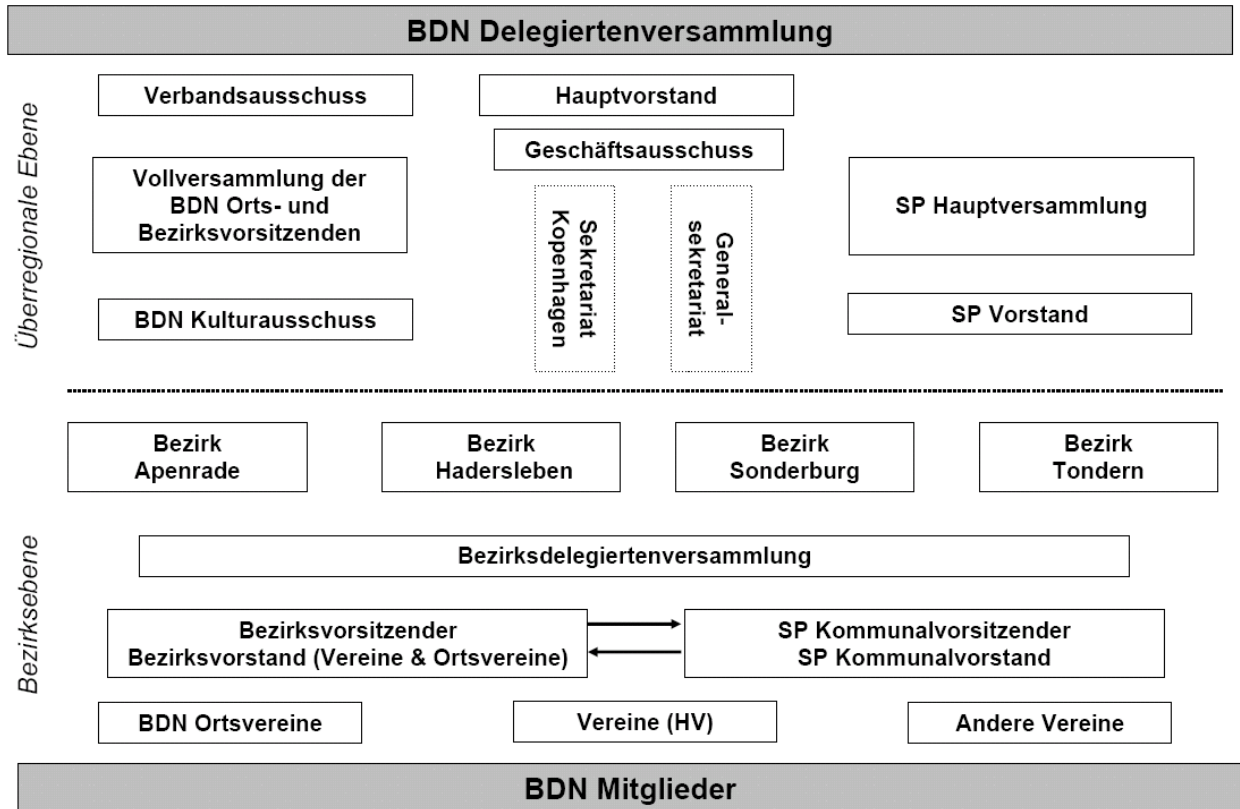 BDN Delegiertenversammlung
Überregionale Ebene
Verbandsausschuss
Hauptvorstand
Geschäftsausschuss
Vollversammlung der
BDN Orts- und
Bezirksvorsitzenden
SP Hauptversammlung
Sekretariat
Kopenhagen
General-
sekretariat
BDN Kulturausschuss
SP Vorstand
Bezirk
Apenrade
Bezirk
Hadersleben
Bezirk
Sonderburg
Bezirk
Tondern
Bezirksebene
Bezirksdelegiertenversammlung
Bezirksvorsitzender
Bezirksvorstand (Vereine & Ortsvereine)
SP Kommunalvorsitzender
SP Kommunalvorstand
BDN Ortsvereine
Vereine (HV)
Andere Vereine
BDN Mitglieder